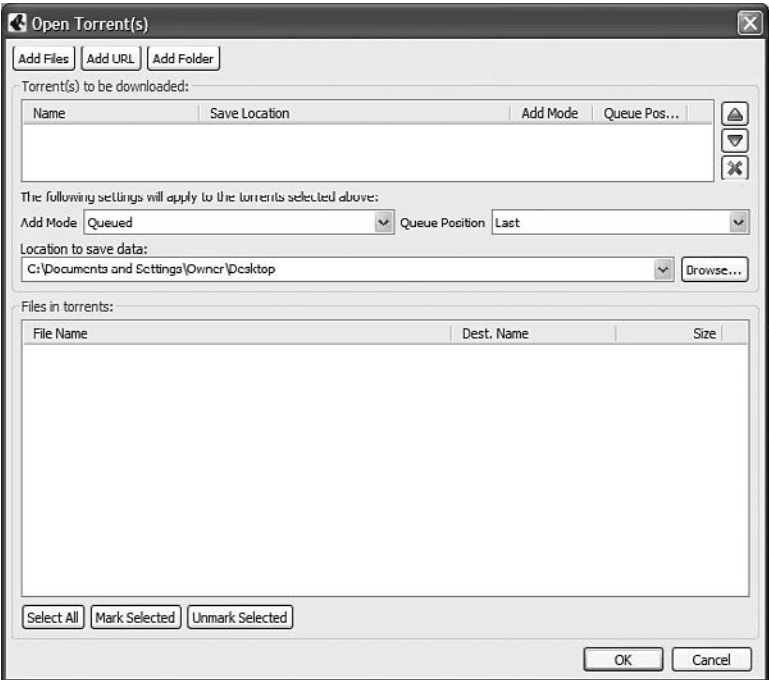 Open Torrent(s)
Add Files Add URL Add Folder
Torrent(s) to be downloaded:
Name Save Location Add Mode Queue Pos...
The following settings will apply to the torrents selected above:
Add Mode Queued Queue Position Last
Location to save data:
C:\Documents and Settings\Owner\Desktop Browse...
Files in torrents:
File Name Dest. Name Size
Select All Mark Selected Unmark Selected
OK Cancel